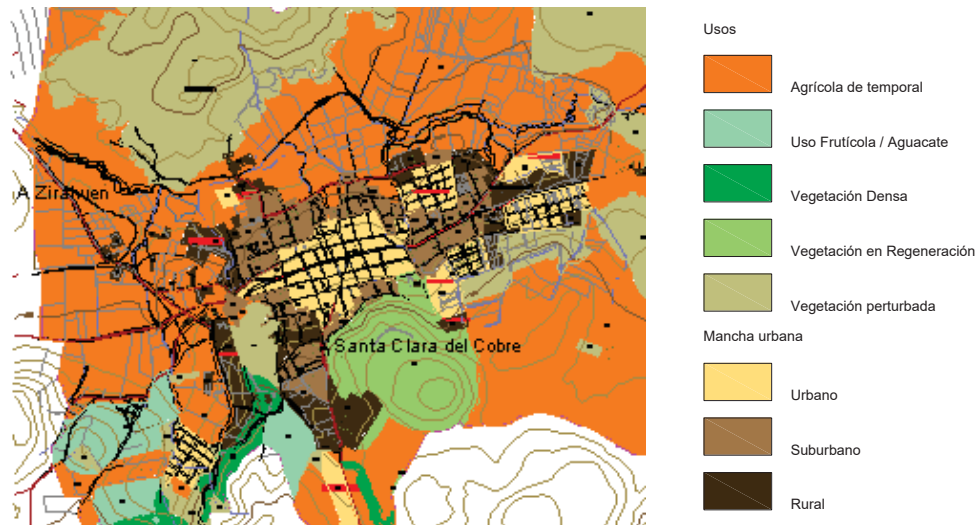 A Zirahuen
Santa Clara del Cobre
Usos
Agrícola de temporal
Uso Frutícola / Aguacate
Vegetación Densa
Vegetación en Regeneración
Vegetación perturbada
Mancha urbana
Urbano
Suburbano
Rural